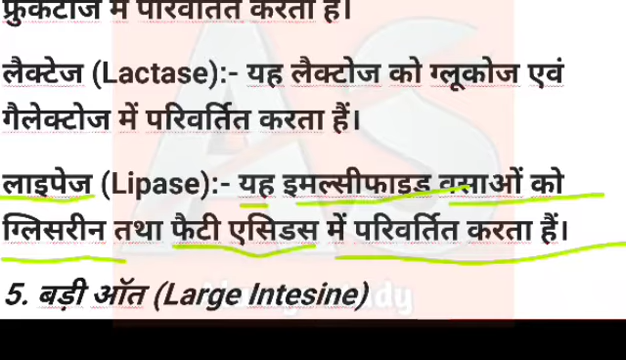 फ्रुकटोज में परिवर्तित करता हैं।
लैक्टेज (Lactase):- यह लैक्टोज को ग्लूकोज एवं
गैलेक्टोज में परिवर्तित करता हैं।
लाइपेज (Lipase):- यह इमल्सीफाइड वसाओं को
ग्लिसरीन तथा फैटी एसिडस में परिवर्तित करता हैं।
5. बड़ी ऑत (Large Intesine)